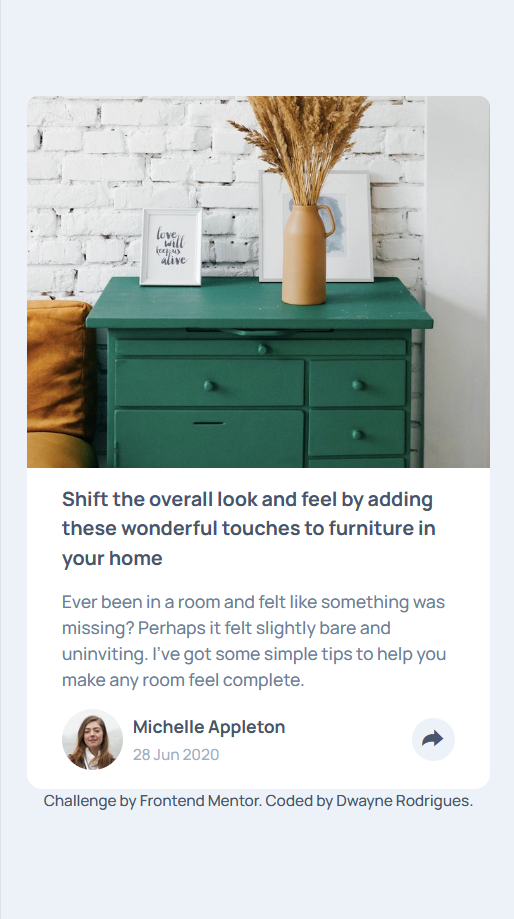 love
will
keep us
alive
Shift the overall look and feel by adding
these wonderful touches to furniture in
your home
Ever been in a room and felt like something was
missing? Perhaps it felt slightly bare and
uninviting. I've got some simple tips to help you
make any room feel complete.
Michelle Appleton
28 Jun 2020
Challenge by Frontend Mentor. Coded by Dwayne Rodrigues.